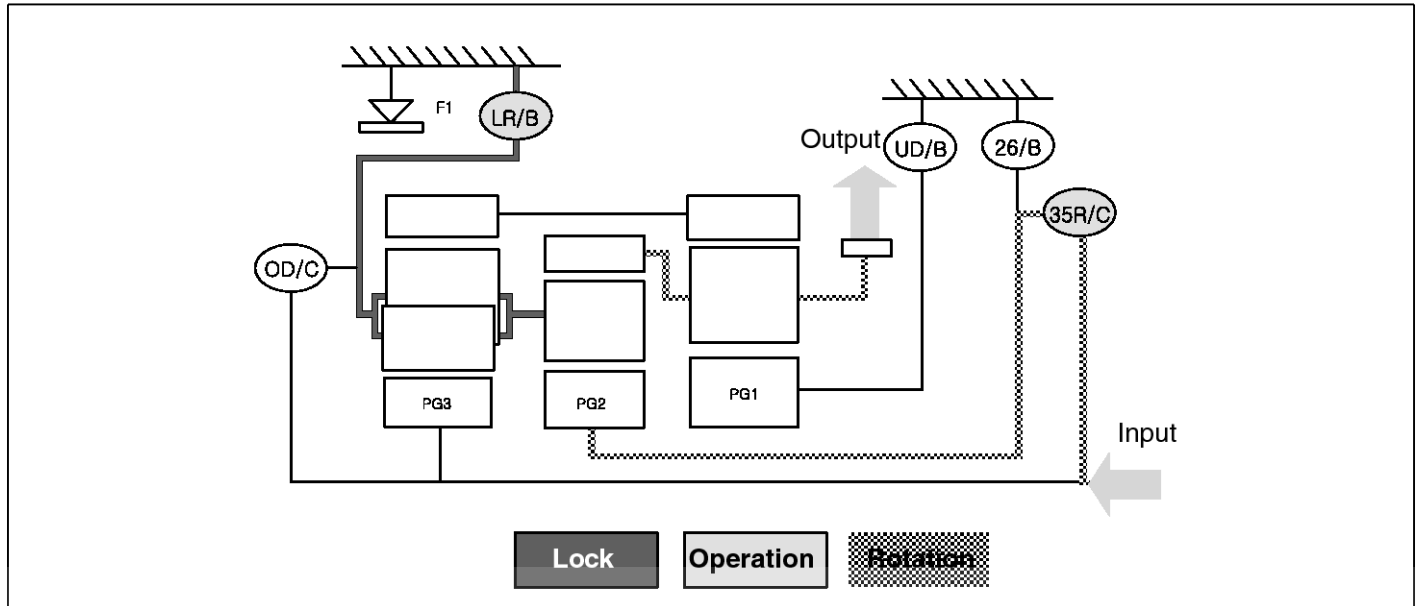 F1
LR/B
Output
UD/B
26/B
35R/C
OD/C
PG3
PG2
PG1
Input
Lock
Operation
Rotation